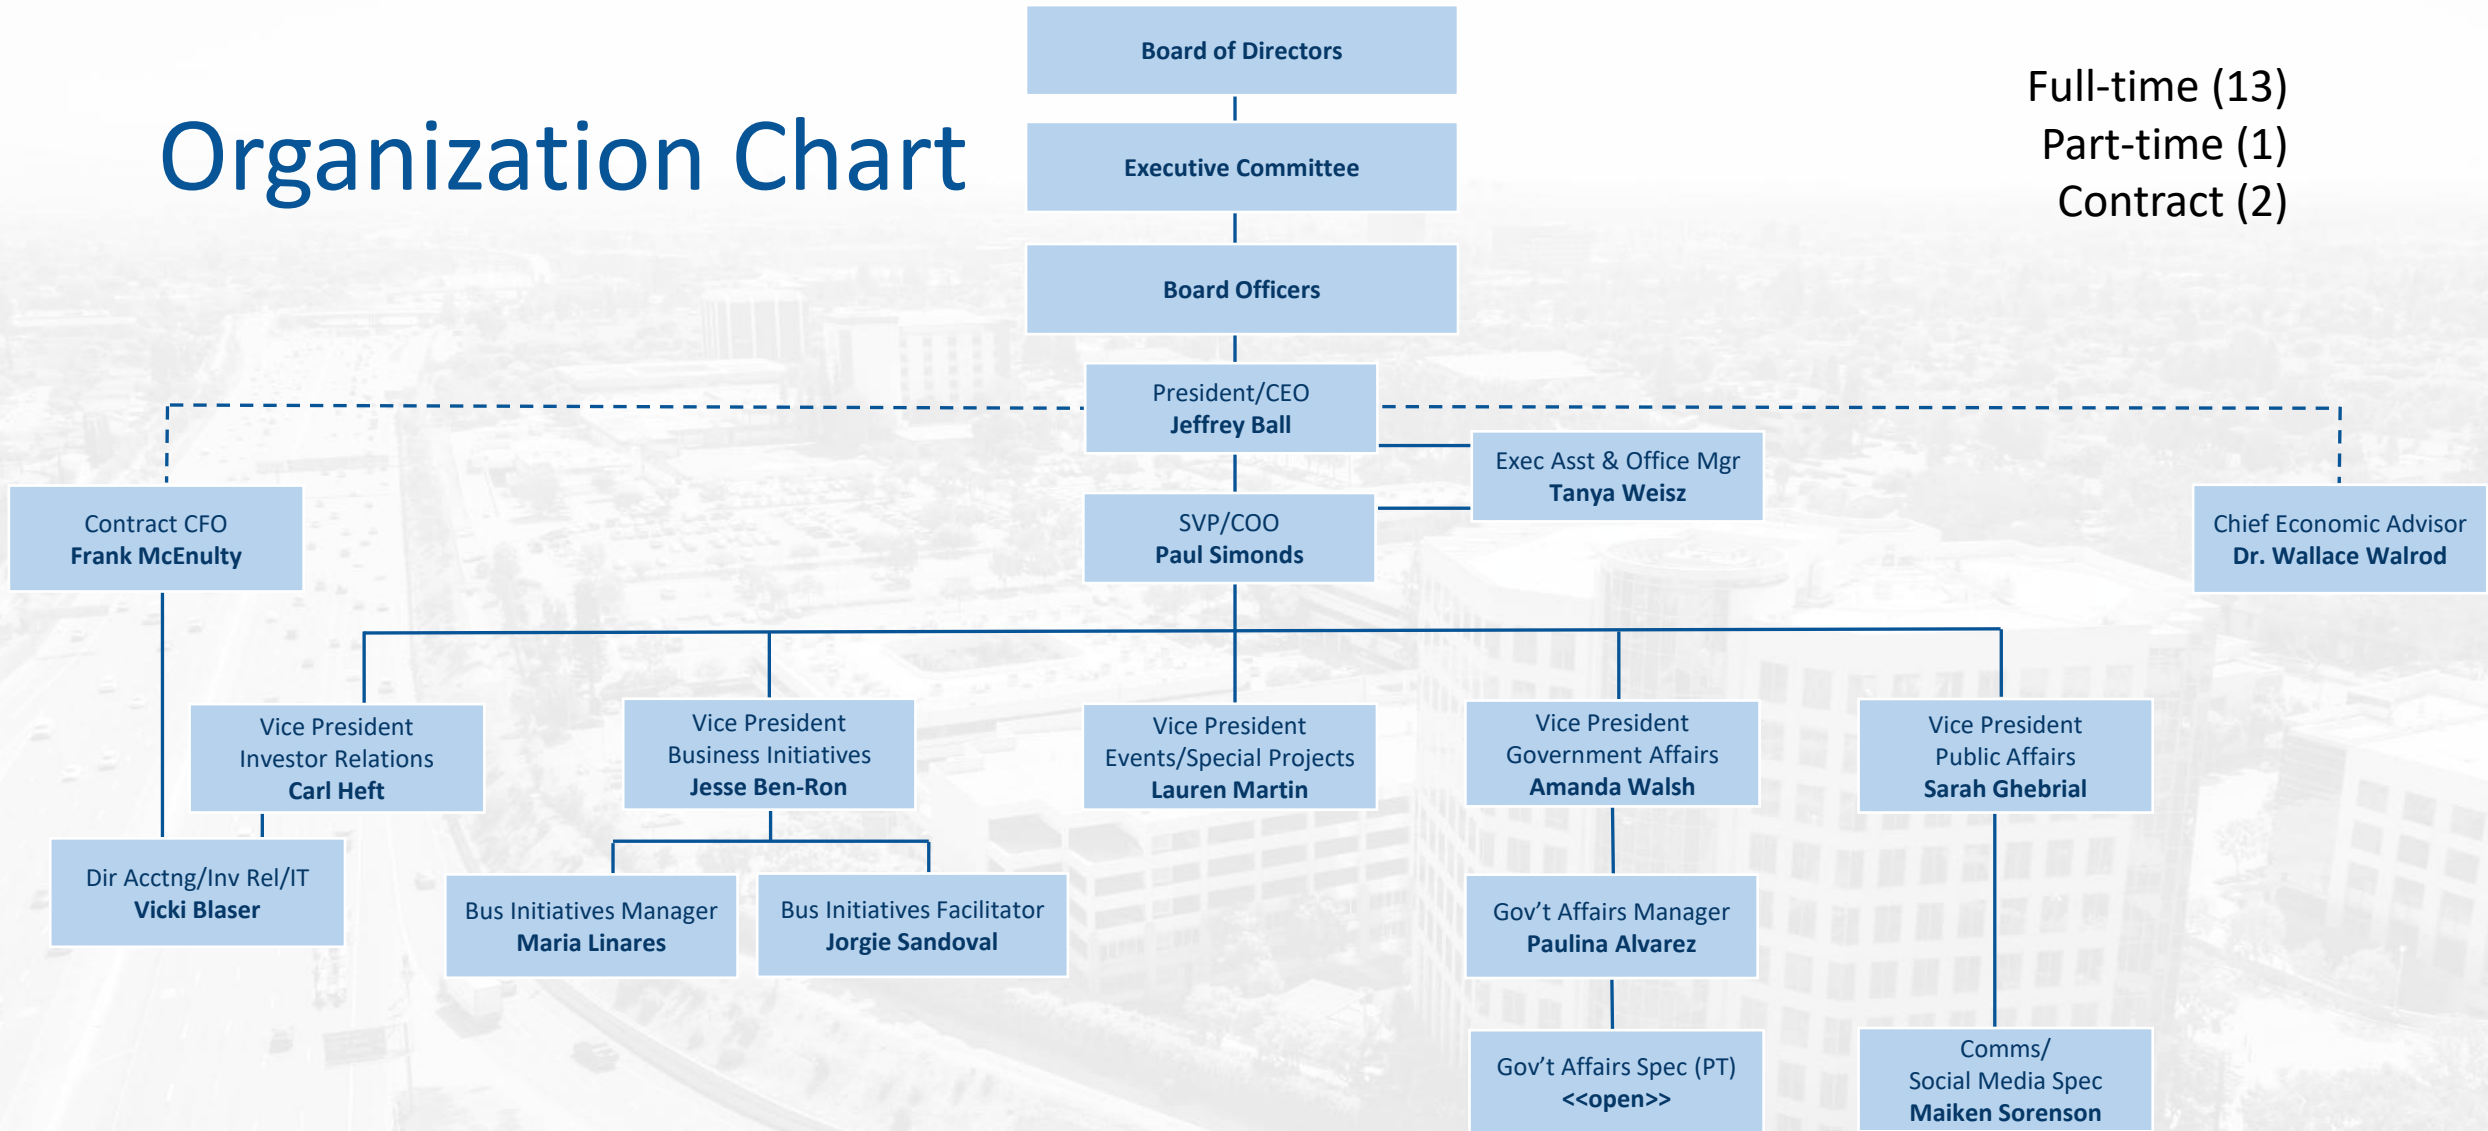 Organization Chart
Full-time (13)
Part-time (1)
Contract (2)
Board of Directors
Executive Committee
Board Officers
President/CEO
Jeffrey Ball
Exec Asst & Office Mgr
Tanya Weisz
SVP/COO
Paul Simonds
Contract CFO
Frank McEnulty
Chief Economic Advisor
Dr. Wallace Walrod
Vice President
Investor Relations
Carl Heft
Vice President
Business Initiatives
Jesse Ben-Ron
Vice President
Events/Special Projects
Lauren Martin
Vice President
Government Affairs
Amanda Walsh
Vice President
Public Affairs
Sarah Ghebrial
Dir Acctng/Inv Rel/IT
Vicki Blaser
Bus Initiatives Manager
Maria Linares
Bus Initiatives Facilitator
Jorgie Sandoval
Gov’t Affairs Manager
Paulina Alvarez
Gov’t Affairs Spec (PT)
<<open>>
Comms/
Social Media Spec
Maiken Sorenson